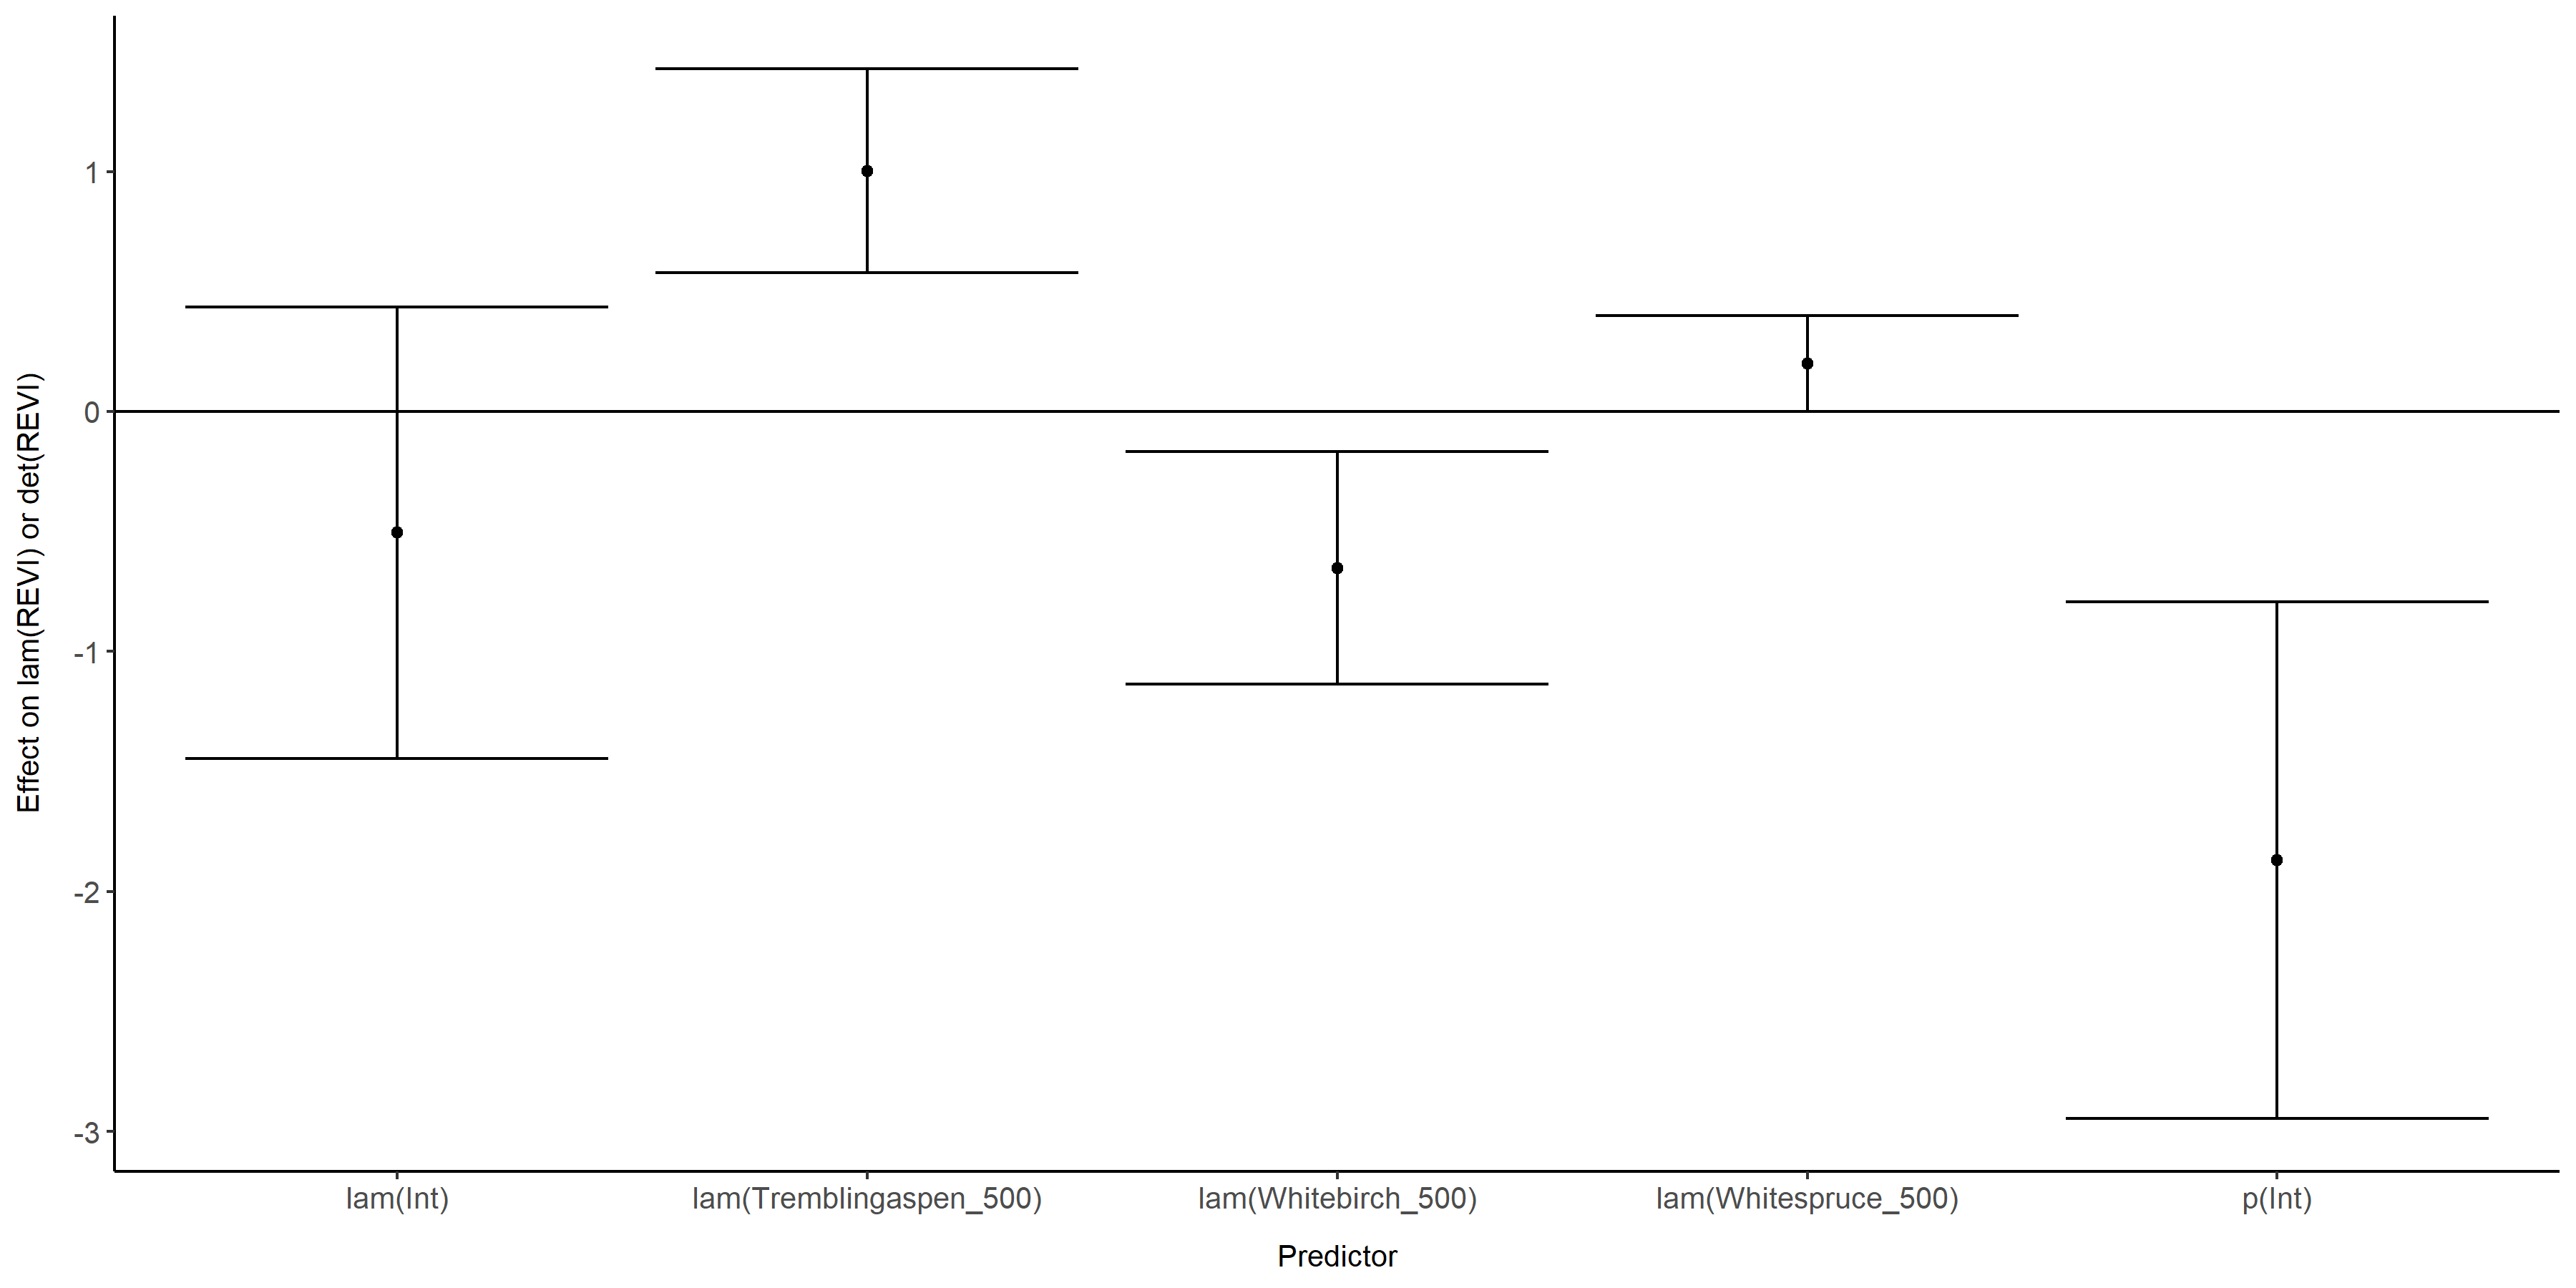 Effect on lam(REVI) or det(REVI)
1
0
-1
-2
-3
lam(Int)
lam(Tremblingaspen_500)
lam(Whitebirch_500)
lam(Whitespruce_500)
p(Int)
Predictor